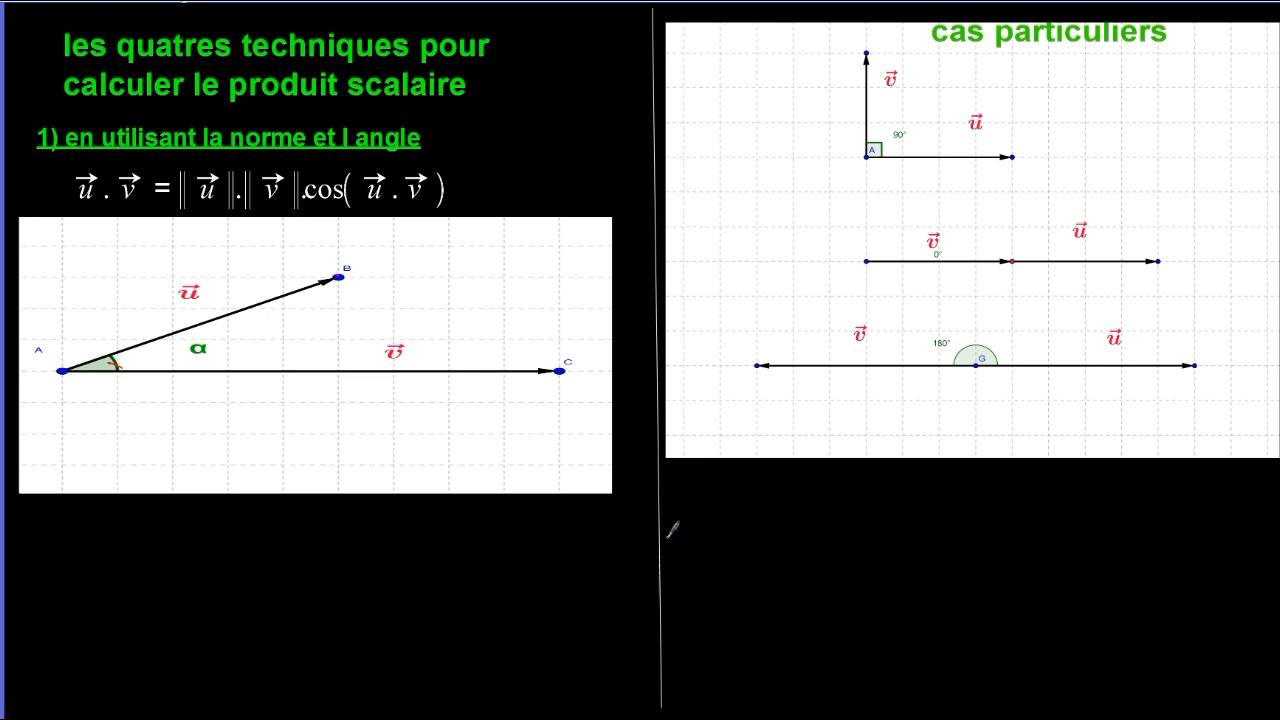 les quatres techniques pour
calculer le produit scalaire
1) en utilisant la norme et l angle
u⃗ . v⃗ = ‖ u⃗ ‖.‖ v⃗ ‖.cos( u⃗ . v⃗ )
B
u⃗
A
α
v⃗
C
cas particuliers
v⃗
u⃗
90°
A
v⃗
u⃗
0°
v⃗
u⃗
180°
G